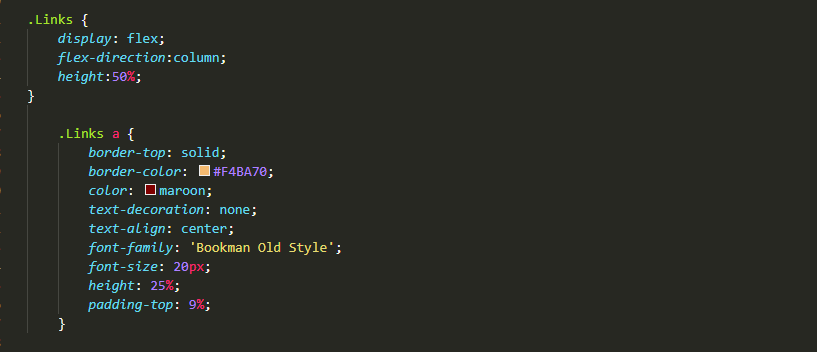 .Links {
display: flex;
flex-direction:column;
height:50%;
}
.Links a {
border-top: solid;
border-color: #F4BA70;
color: maroon;
text-decoration: none;
text-align: center;
font-family: 'Bookman Old Style';
font-size: 20px;
height: 25%;
padding-top: 9%;
}